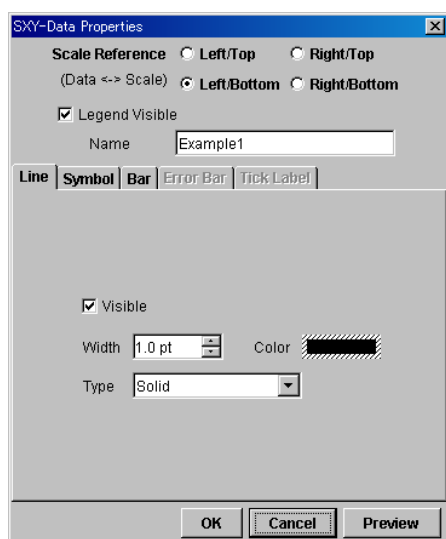 SXY-Data Properties
Scale Reference Left/Top Right/Top
(Data <-> Scale) Left/Bottom Right/Bottom
Legend Visible
Name Example1
Line Symbol Bar Error Bar Tick Label
Visible
Width 1.0 pt Color
Type Solid
OK Cancel Preview